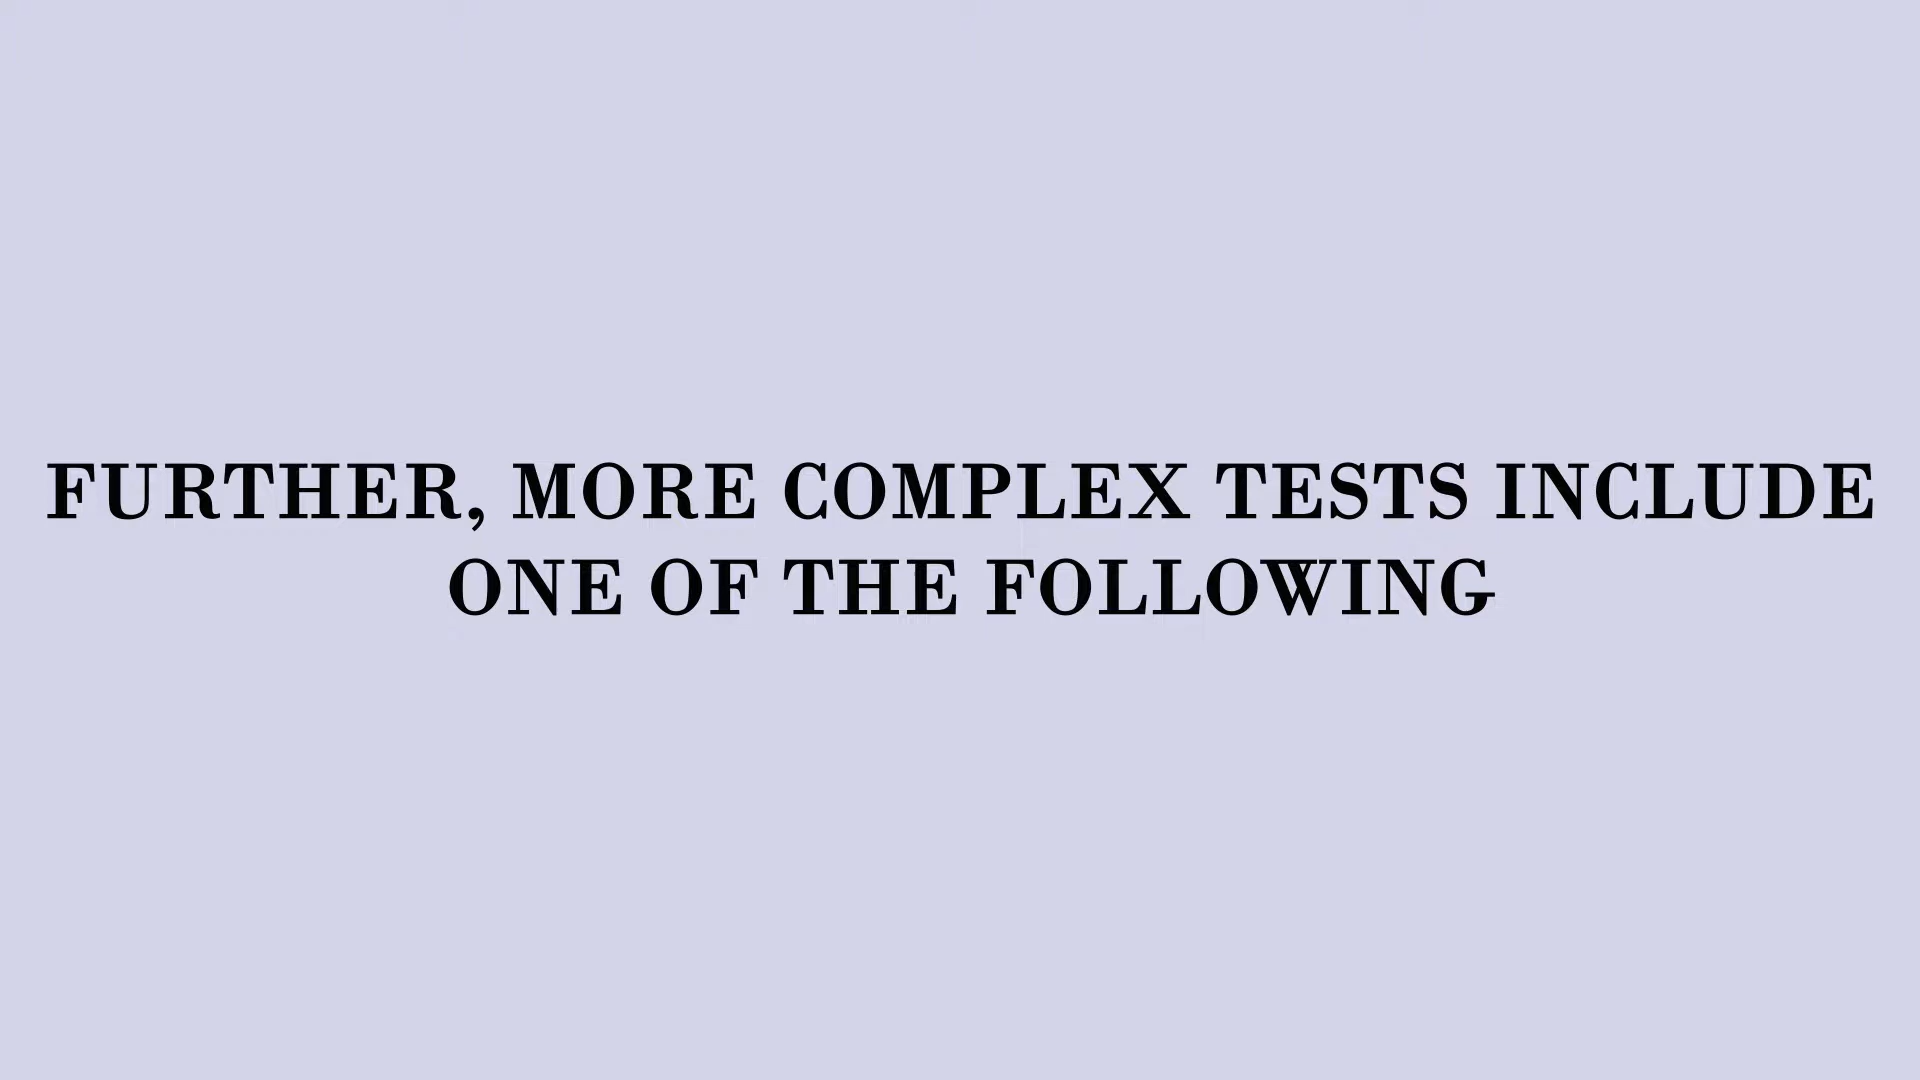 FURTHER, MORE COMPLEX TESTS INCLUDE
ONE OF THE FOLLOWING